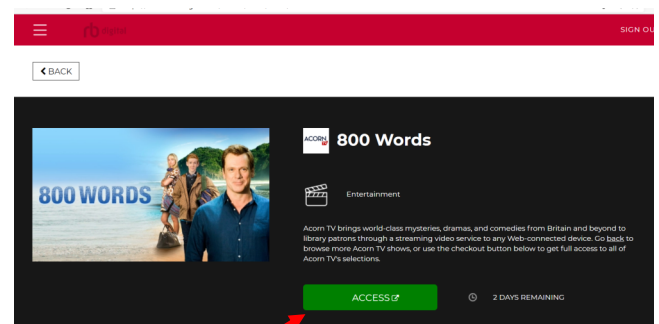 rb digital
SIGN OU
BACK
800 WORDS
ACORN
tv
800 Words
Entertainment
Acorn TV brings world-class mysteries, dramas, and comedies from Britain and beyond to
library patrons through a streaming video service to any Web-connected device. Go back to
browse more Acorn TV shows, or use the checkout button below to get full access to all of
Acorn TV's selections.
ACCESS
2 DAYS REMAINING